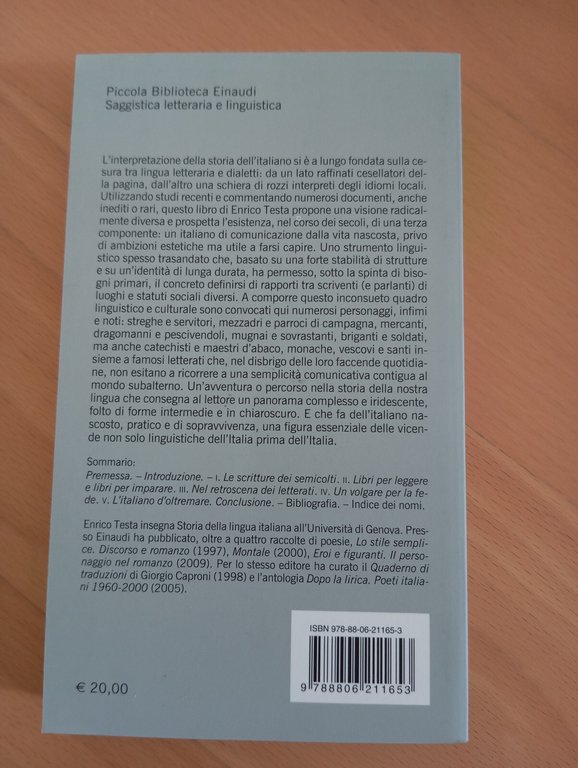 Piccola Biblioteca Einaudi
Saggistica letteraria e linguistica
L'interpretazione della storia dell'italiano si è a lungo fondata sulla ce-
sura tra lingua letteraria e dialetti: da un lato raffinati cesellatori del-
la pagina, dall'altro una schiera di rozzi interpreti degli idiomi locali.
Utilizzando studi recenti e commentando numerosi documenti, anche
inediti o rari, questo libro di Enrico Testa propone una visione radical-
mente diversa e prospetta l'esistenza, nel corso dei secoli, di una terza
componente: un italiano di comunicazione dalla vita nascosta, privo
di ambizioni estetiche ma utile a farsi capire. Uno strumento lingui-
stico spesso trasandato che, basato su una forte stabilità di strutture
e su un'identità di lunga durata, ha permesso, sotto la spinta di biso-
gni primari, il concreto definirsi di rapporti tra scriventi (e parlanti) di
luoghi e statuti sociali diversi. A comporre questo inconsueto quadro
linguistico e culturale sono convocati qui numerosi personaggi, infimi
e noti: streghe e servitori, mezzadri e parroci di campagna, mercanti,
dragomanni e pescivendoli, mugnai e sovrastanti, briganti e soldati,
ma anche catechisti e maestri d'abaco, monache, vescovi e santi in-
sieme a famosi letterati che, nel disbrigo delle loro faccende quotidia-
ne, non esitano a ricorrere a una semplicità comunicativa contigua al
mondo subalterno. Un'avventura o percorso nella storia della nostra
lingua che consegna al lettore un panorama complesso e iridescente,
folto di forme intermedie e in chiaroscuro. E che fa dell'italiano na-
scosto, pratico e di sopravvivenza, una figura essenziale delle vicen-
de non solo linguistiche dell'Italia prima dell'Italia.
Sommario:
Premessa. – Introduzione. – I. Le scritture dei semicolti. II. Libri per leggere
e libri per imparare. III. Nel retroscena dei letterati. IV. Un volgare per la fe-
de. V. L'italiano d'oltremare. Conclusione. – Bibliografia. – Indice dei nomi.
Enrico Testa insegna Storia della lingua italiana all'Università di Genova. Pres-
so Einaudi ha pubblicato, oltre a quattro raccolte di poesie, Lo stile sempli-
ce. Discorso e romanzo (1997), Montale (2000), Eroi e figuranti. Il perso-
naggio nel romanzo (2009). Per lo stesso editore ha curato il Quaderno di
traduzioni di Giorgio Caproni (1998) e l'antologia Dopo la lirica. Poeti italia-
ni 1960-2000 (2005).
ISBN 978-88-06-21165-3
9 788806 211653
€ 20,00